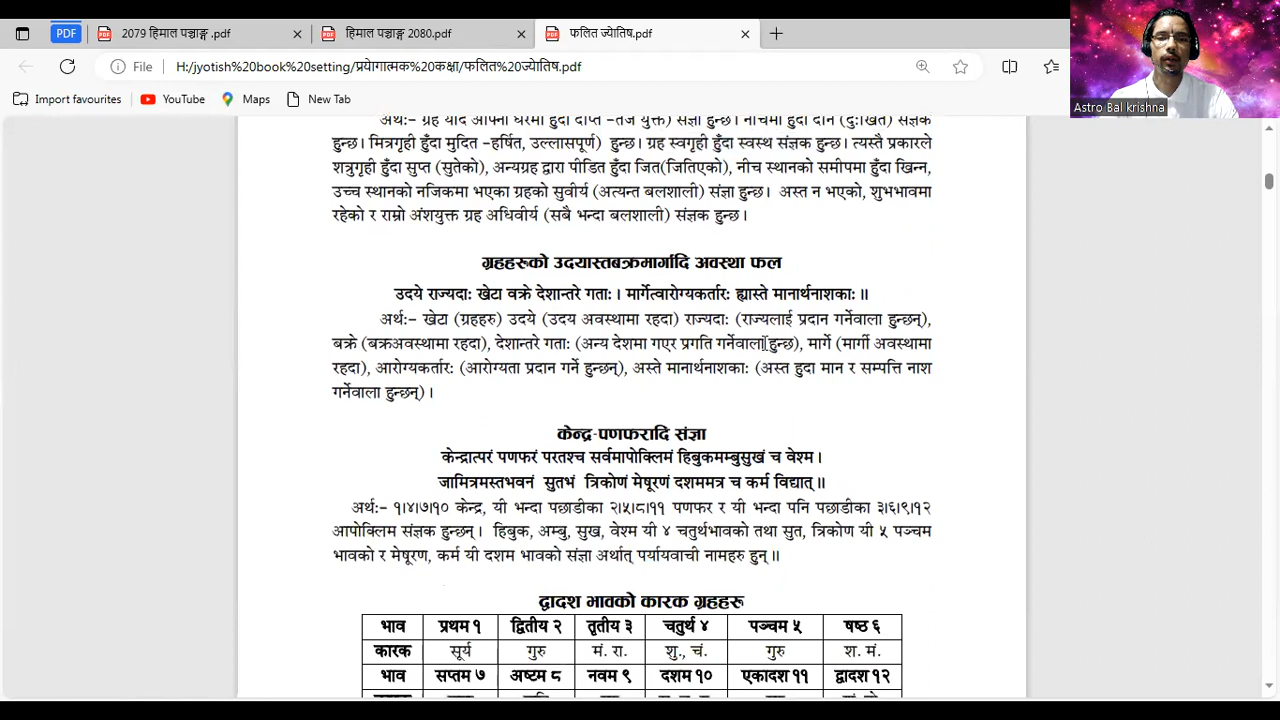 2079 हिमाल पञ्चाङ्ग .pdf
हिमाल पञ्चाङ्ग 2080.pdf
फलित ज्येातिष.pdf
File
H:/jyotish%20book%20setting/प्रयेागात्मक%20कक्षा/फलित%20ज्येातिष.pdf
Import favourites
YouTube
Maps
New Tab
PDF
Astro Bal krishna
अर्थः– ग्रह यदि आफ्नो घरमा हुँदा दीप्त –तेज युक्त) संज्ञा हुन्छ। नीचमा हुँदा दीन (दुःखित) संज्ञक
हुन्छ। मित्रगृही हुँदा मुदित –हर्षित, उल्लासपूर्ण) हुन्छ। ग्रह स्वगृही हुँदा स्वस्थ संज्ञक हुन्छ। त्यस्तै प्रकारले
शत्रुगृही हुँदा सुप्त (सुतेको), अन्यग्रह द्वारा पीडित हुँदा जित(जितिएको), नीच स्थानको समीपमा हुँदा खिन्न,
उच्च स्थानको नजिकमा भएका ग्रहको सुवीर्य (अत्यन्त बलशाली) संज्ञा हुन्छ। अस्त न भएको, शुभभावमा
रहेको र राम्रो अंशयुक्त ग्रह अधिवीर्य (सबै भन्दा बलशाली) संज्ञक हुन्छ।
ग्रहहरुको उदयास्तबक्रमार्गादि अवस्था फल
उदये राज्यदाः खेटा वक्रे देशान्तरे गताः। मार्गेत्वारोग्यकर्तारः ह्यास्ते मानार्थनाशकाः॥
अर्थः– खेटा (ग्रहहरु) उदये (उदय अवस्थामा रहदा) राज्यदाः (राज्यलाई प्रदान गर्नेवाला हुन्छन्),
बक्रे (बक्रअवस्थामा रहदा), देशान्तरे गताः (अन्य देशमा गएर प्रगति गर्नेवाला हुन्छ), मार्गे (मार्गी अवस्थामा
रहदा), आरोग्यकर्तारः (आरोग्यता प्रदान गर्ने हुन्छन्), अस्ते मानार्थनाशकाः (अस्त हुदा मान र सम्पत्ति नाश
गर्नेवाला हुन्छन्)।
केन्द्र-पणफरादि संज्ञा
केन्द्रात्परं पणफरं परतश्च सर्वमापोक्लिमं हिबुकमम्बुसुखं च वेश्म।
जामित्रमस्तभवनं सुतभं त्रिकोणं मेषूरणं दशममत्र च कर्म विद्यात्॥
अर्थः– १।४।७।१० केन्द्र, यी भन्दा पछाडीका २।५।८।११ पणफर र यी भन्दा पनि पछाडीका ३।६।९।१२
आपोक्लिम संज्ञक हुन्छन्। हिबुक, अम्बु, सुख, वेश्म यी ४ चतुर्थभावको तथा सुत, त्रिकोण यी ५ पञ्चम
भावको र मेषूरण, कर्म यी दशम भावको संज्ञा अर्थात् पर्यायवाची नामहरु हुन्॥
द्वादश भावको कारक ग्रहहरू
भाव प्रथम १ द्वितीय २ तृतीय ३ चतुर्थ ४ पञ्चम ५ षष्ठ ६
कारक सूर्य गुरु मं. रा. शु., चं. गुरु श. मं.
भाव सप्तम ७ अष्टम ८ नवम ९ दशम १० एकादश ११ द्वादश १२